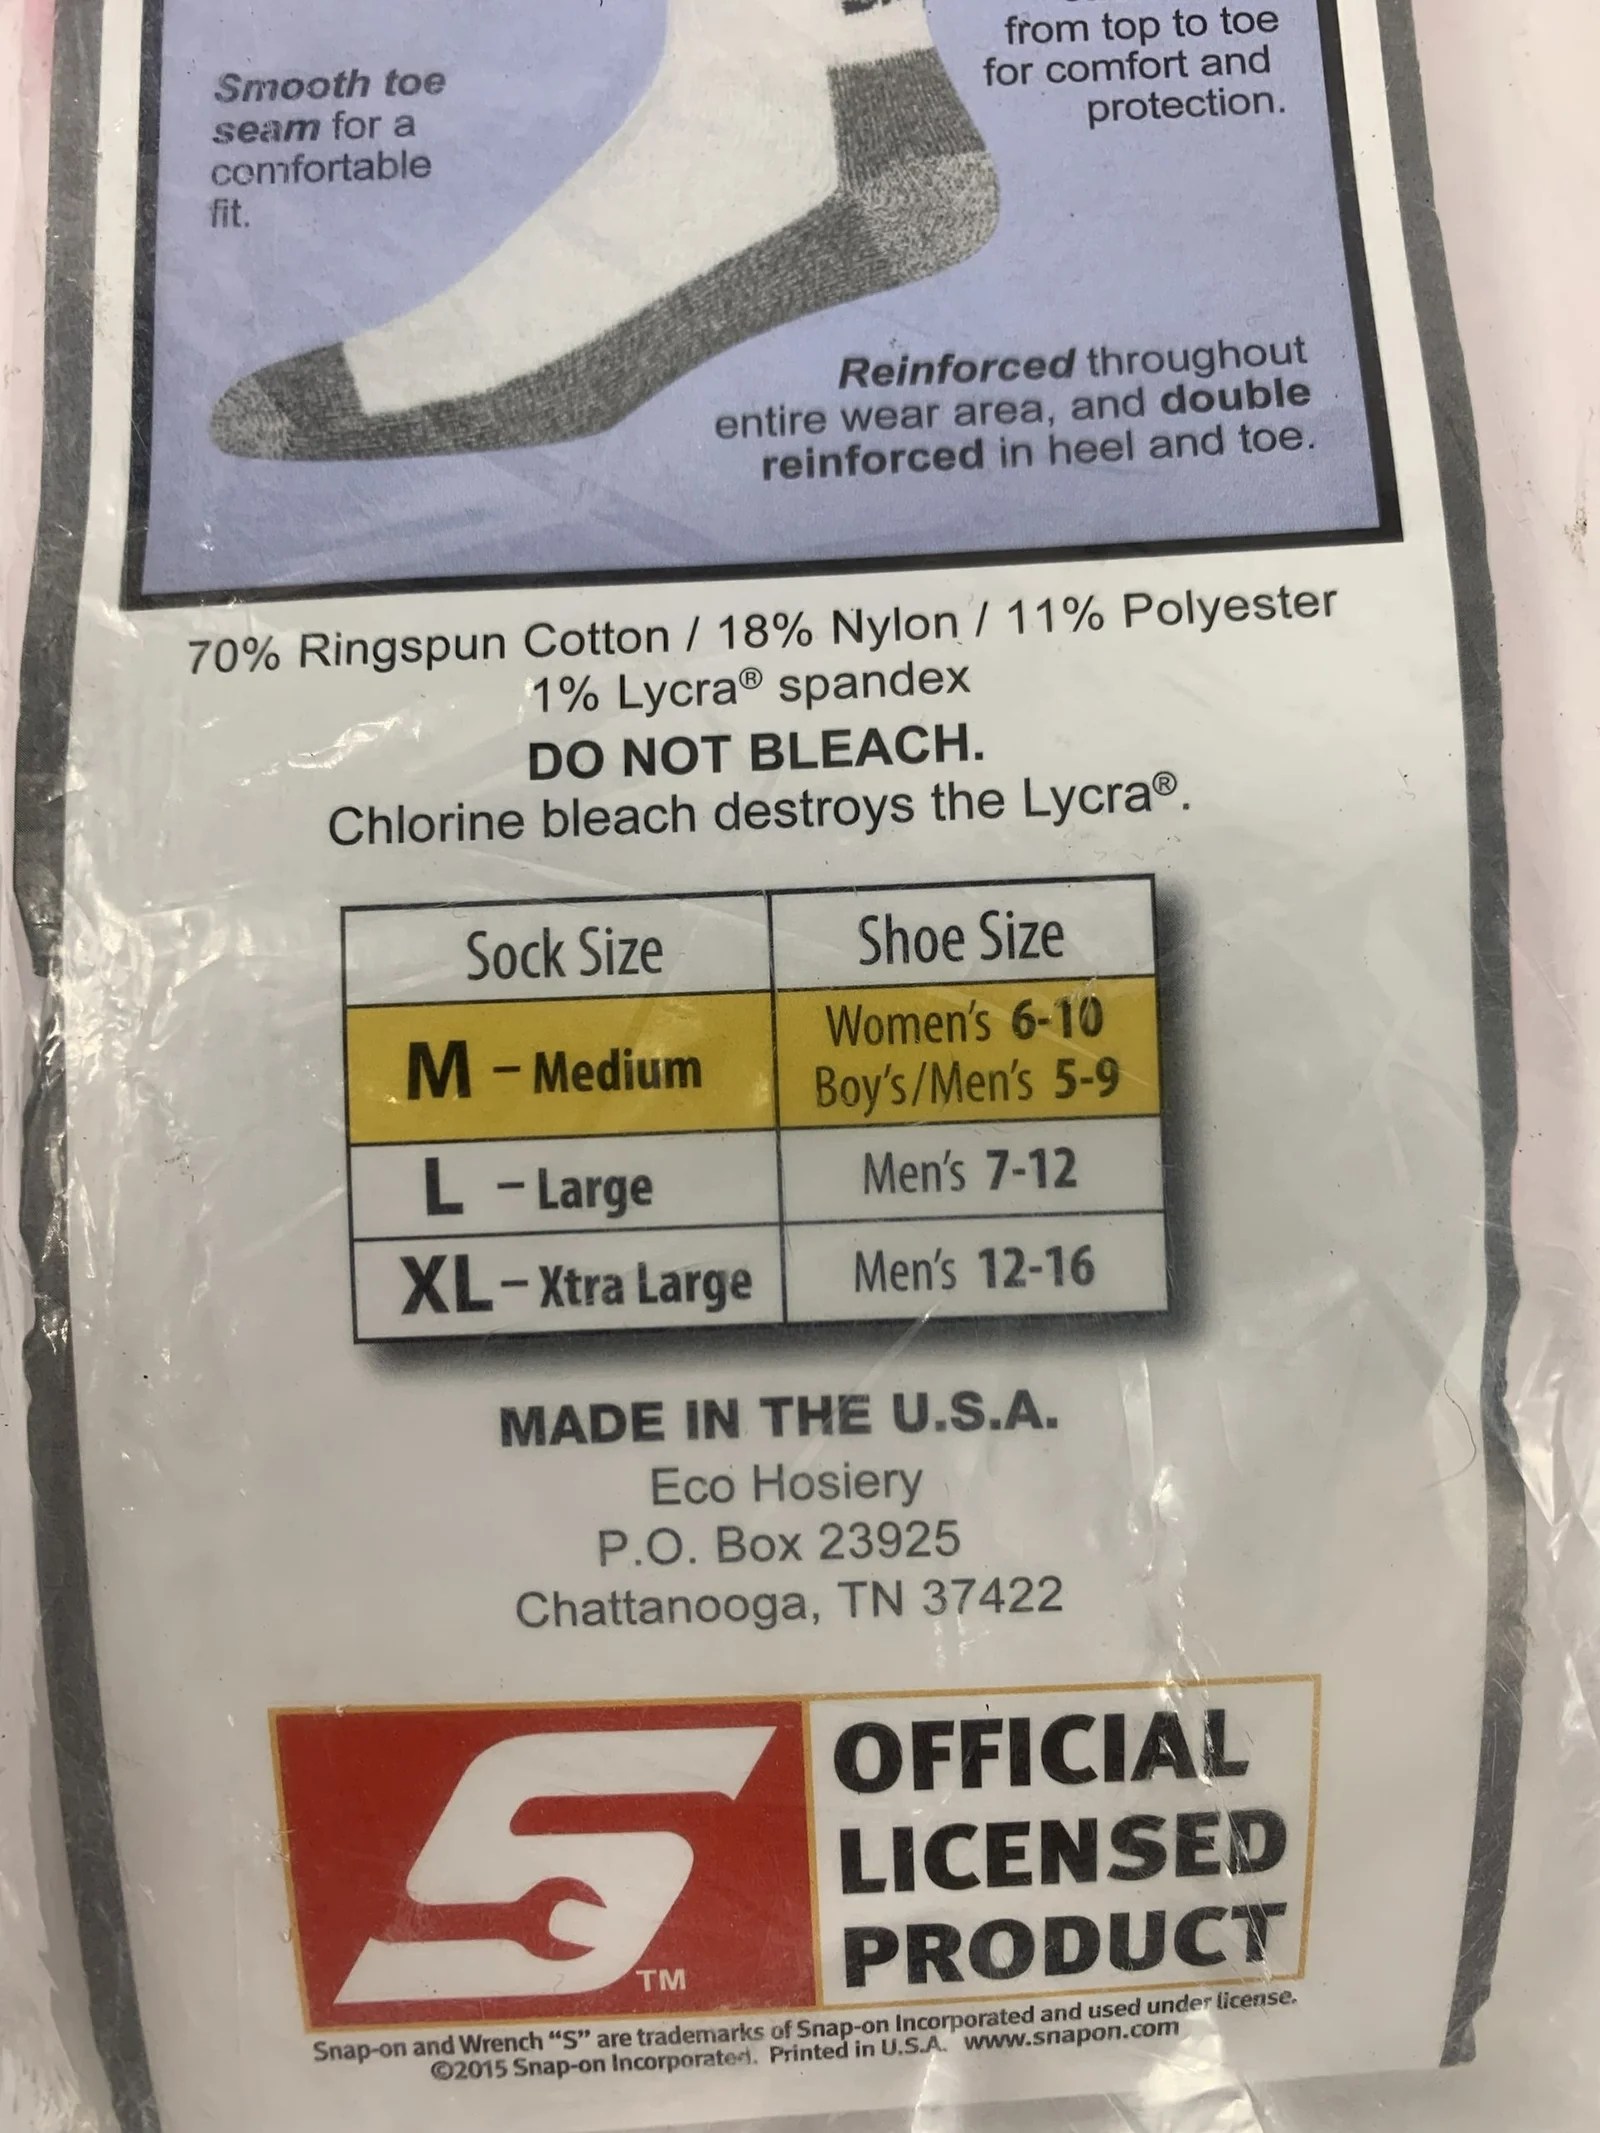 from top to toe
for comfort and
protection.
Smooth toe
seam for a
comfortable
fit.
Reinforced throughout
entire wear area, and double
reinforced in heel and toe.
70% Ringspun Cotton / 18% Nylon / 11% Polyester
1% Lycra® spandex
DO NOT BLEACH.
Chlorine bleach destroys the Lycra®.
Sock Size Shoe Size
M – Medium Women's 6-10
Boy's/Men's 5-9
L – Large Men's 7-12
XL – Xtra Large Men's 12-16
MADE IN THE U.S.A.
Eco Hosiery
P.O. Box 23925
Chattanooga, TN 37422
OFFICIAL
LICENSED
PRODUCT
TM
Snap-on and Wrench “S” are trademarks of Snap-on Incorporated and used under license.
©2015 Snap-on Incorporated. Printed in U.S.A. www.snapon.com